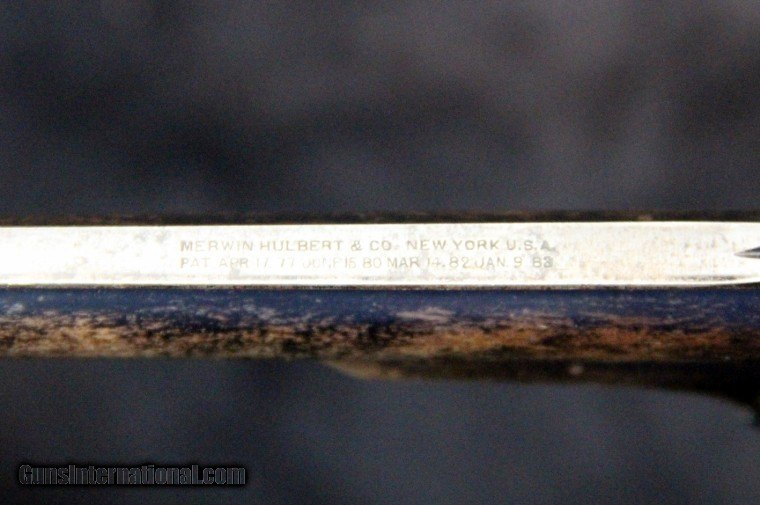 MERWIN HULBERT & CO. NEW YORK U.S.A.
PAT. APR. 17. 77. JUNE 15 80 MAR. 14. 82 JAN. 9. 83.
GunsInternational.com